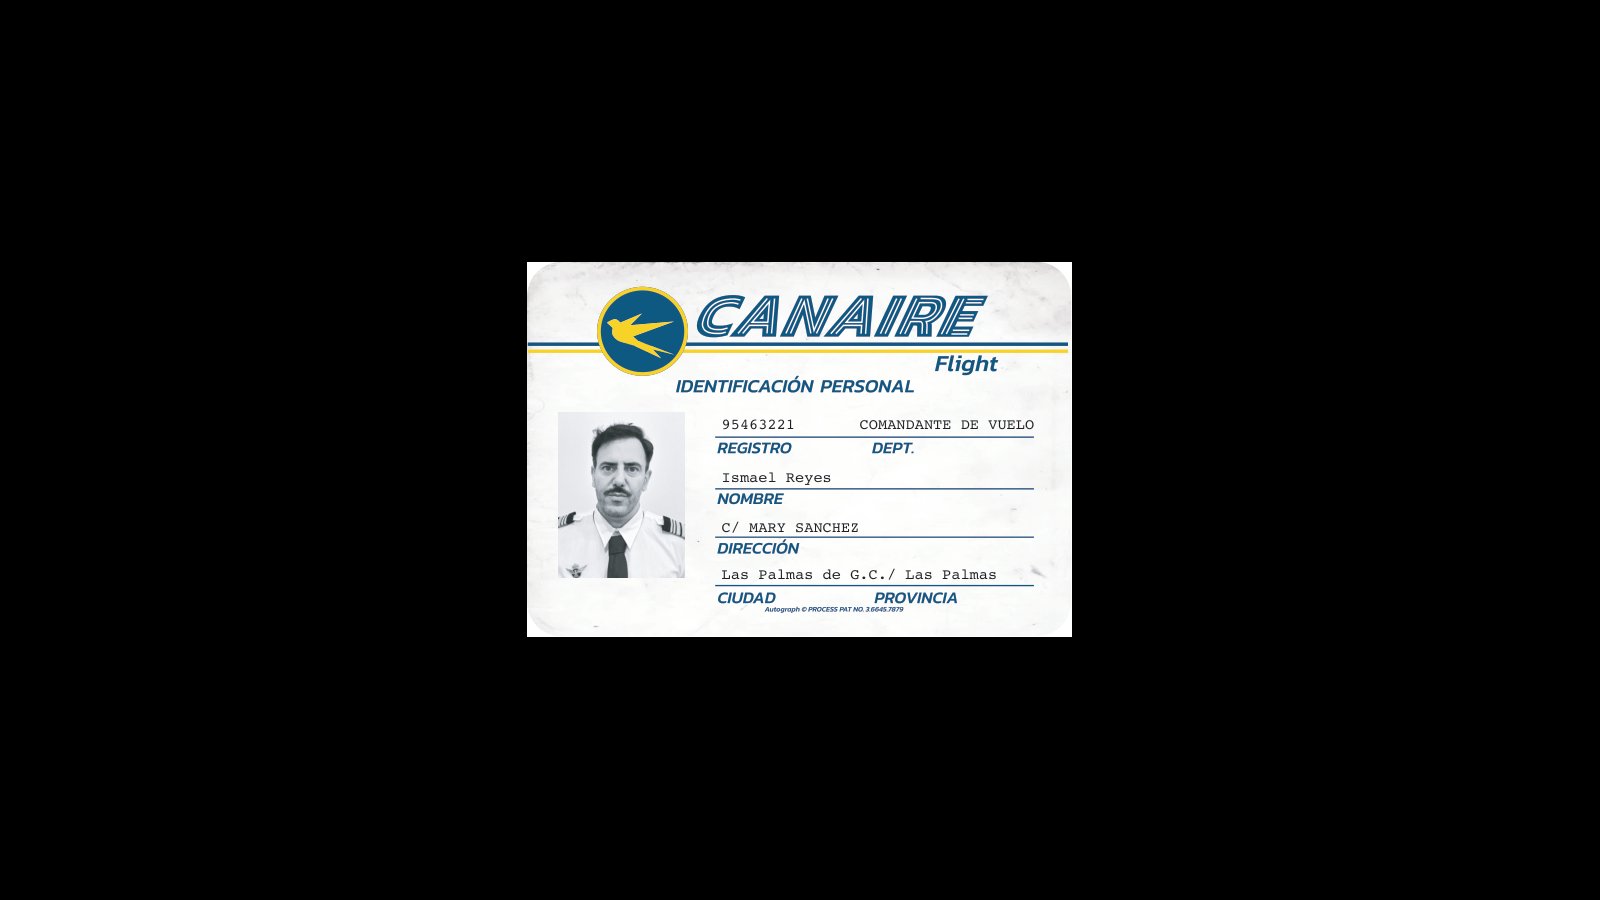 CANAIRE
Flight
IDENTIFICACIÓN PERSONAL
95463221 COMANDANTE DE VUELO
REGISTRO DEPT.
Ismael Reyes
NOMBRE
C/ MARY SANCHEZ
DIRECCIÓN
Las Palmas de G.C./ Las Palmas
CIUDAD PROVINCIA
Autograph © PROCESS PAT NO. 3.6645.7879